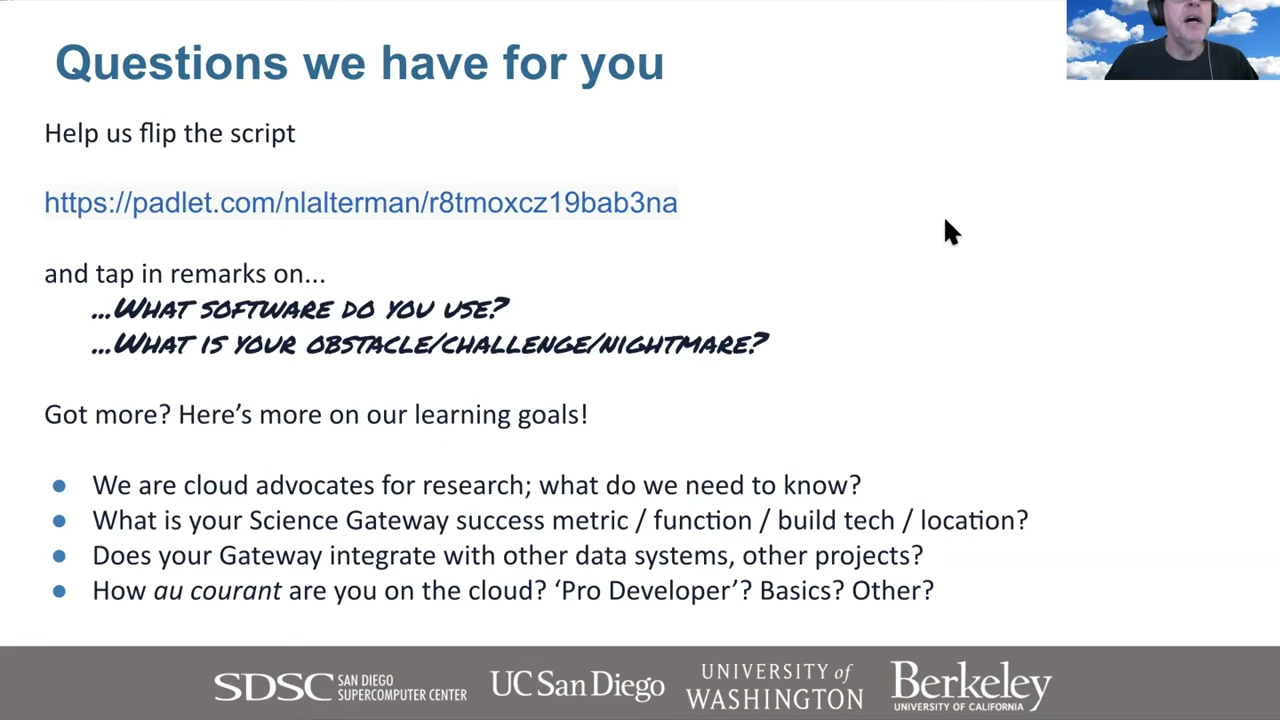 Questions we have for you
Help us flip the script
https://padlet.com/nlalterman/r8tmoxcz19bab3na
and tap in remarks on...
...What software do you use?
...What is your obstacle/challenge/nightmare?
Got more? Here’s more on our learning goals!
● We are cloud advocates for research; what do we need to know?
● What is your Science Gateway success metric / function / build tech / location?
● Does your Gateway integrate with other data systems, other projects?
● How au courant are you on the cloud? ‘Pro Developer’? Basics? Other?
SDSC SAN DIEGO
SUPERCOMPUTER CENTER
UC San Diego
UNIVERSITY of
WASHINGTON
Berkeley
UNIVERSITY OF CALIFORNIA